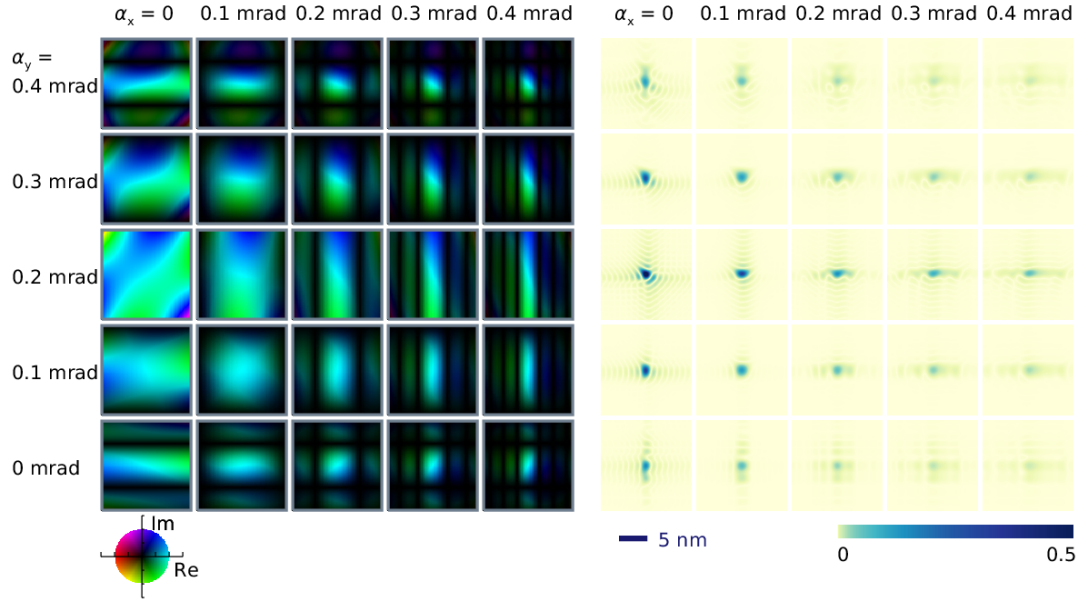 αx = 0 0.1 mrad 0.2 mrad 0.3 mrad 0.4 mrad αx = 0 0.1 mrad 0.2 mrad 0.3 mrad 0.4 mrad
αy =
0.4 mrad
0.3 mrad
0.2 mrad
0.1 mrad
0 mrad
Im
Re
5 nm
0 0.5